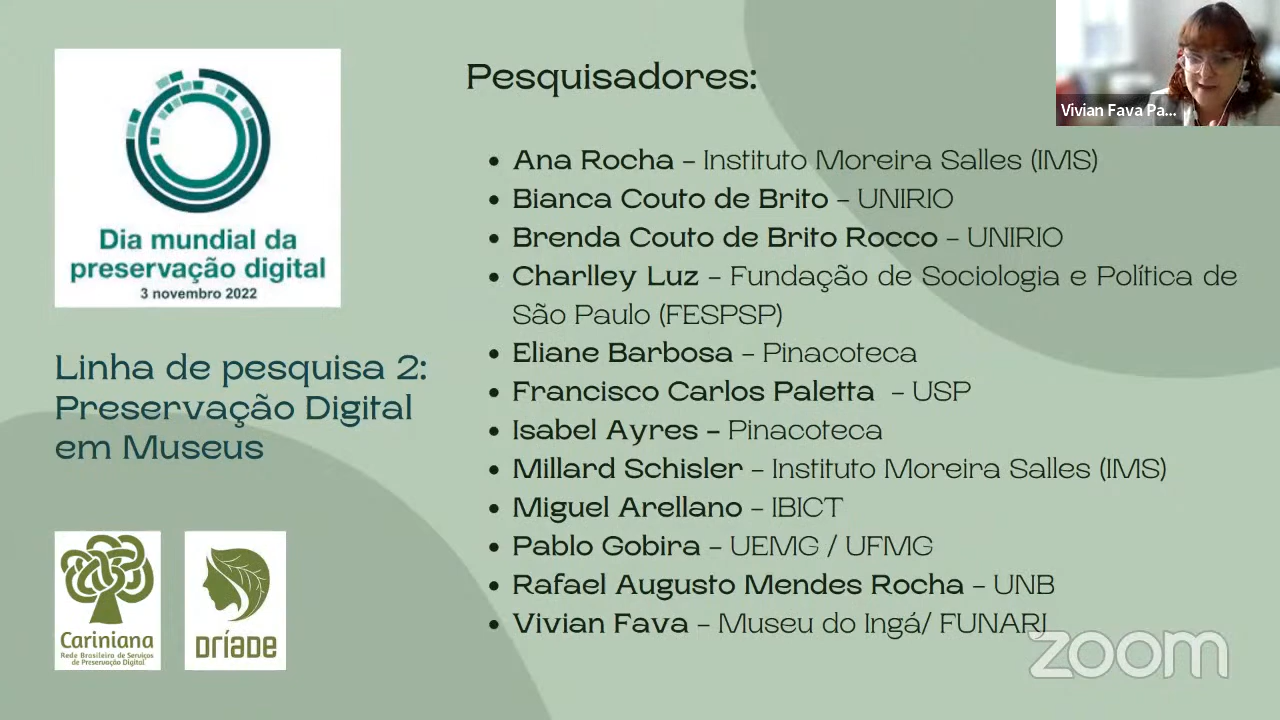 Dia mundial da
preservação digital
3 novembro 2022
Linha de pesquisa 2:
Preservação Digital
em Museus
Cariniana
Rede Brasileira de Serviços
de Preservação Digital
DRÍADE
Pesquisadores:
• Ana Rocha – Instituto Moreira Salles (IMS)
• Bianca Couto de Brito – UNIRIO
• Brenda Couto de Brito Rocco – UNIRIO
• Charlley Luz – Fundação de Sociologia e Política de
São Paulo (FESPSP)
• Eliane Barbosa – Pinacoteca
• Francisco Carlos Paletta – USP
• Isabel Ayres – Pinacoteca
• Millard Schisler – Instituto Moreira Salles (IMS)
• Miguel Arellano – IBICT
• Pablo Gobira – UEMG / UFMG
• Rafael Augusto Mendes Rocha – UNB
• Vivian Fava – Museu do Ingá/ FUNARJ
Vivian Fava Pa...
zoom